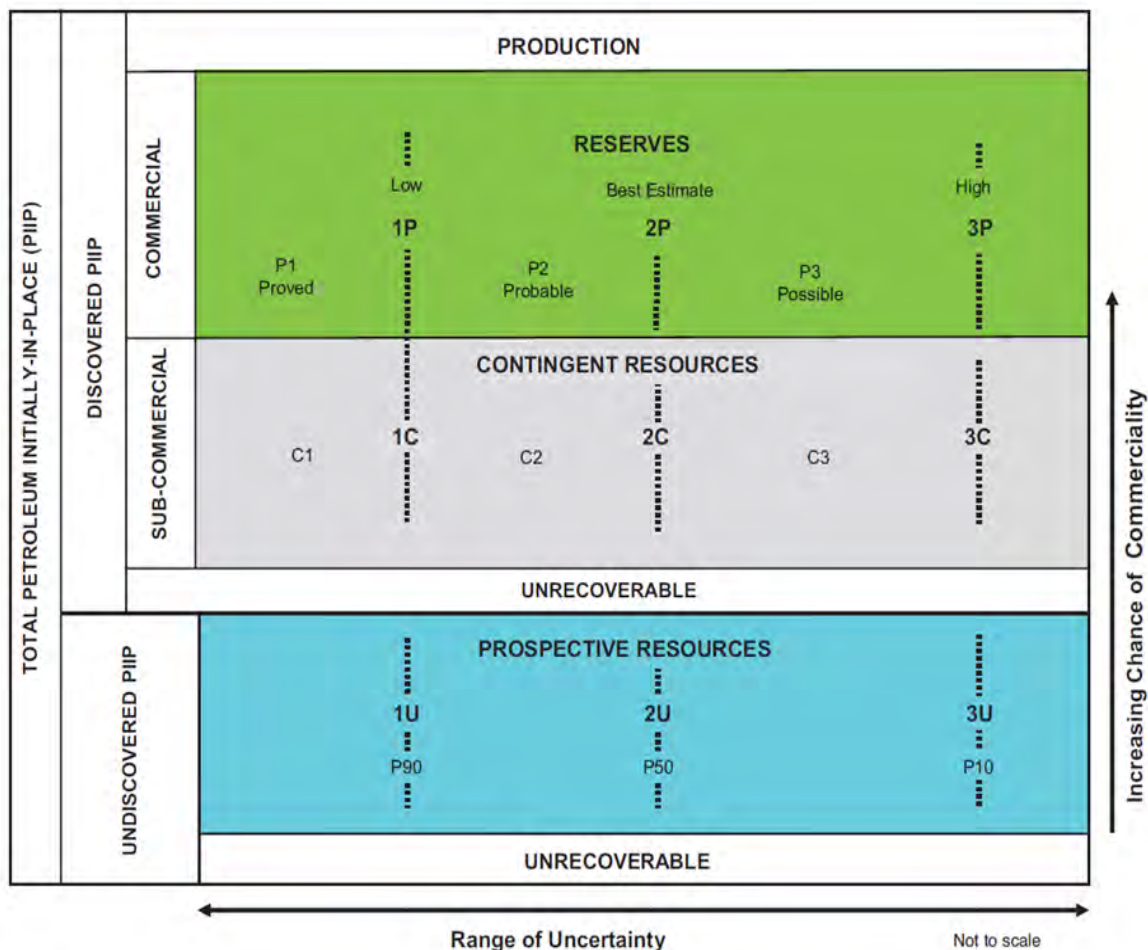 TOTAL PETROLEUM INITIALLY-IN-PLACE (PIIP)
DISCOVERED PIIP
UNDISCOVERED PIIP
COMMERCIAL
SUB-COMMERCIAL
PRODUCTION
RESERVES
Low
Best Estimate
High
1P
2P
3P
P1
Proved
P2
Probable
P3
Possible
CONTINGENT RESOURCES
1C
2C
3C
C1
C2
C3
UNRECOVERABLE
PROSPECTIVE RESOURCES
1U
2U
3U
P90
P50
P10
UNRECOVERABLE
Increasing Chance of Commerciality
Range of Uncertainty
Not to scale